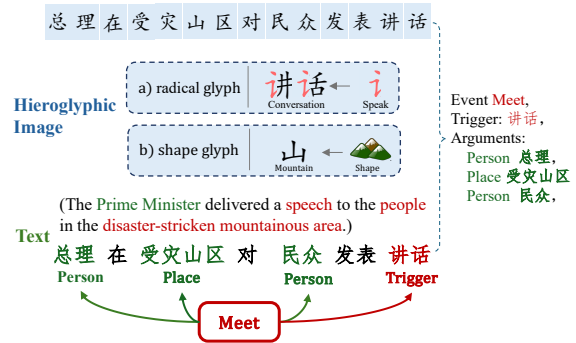 总理在受灾山区对民众发表讲话
Hieroglyphic
Image
a) radical glyph
讲话
Conversation
讠
Speak
b) shape glyph
山
Mountain
Shape
Event Meet,
Trigger: 讲话,
Arguments:
Person 总理,
Place 受灾山区
Person 民众,
(The Prime Minister delivered a speech to the people
in the disaster-stricken mountainous area.)
Text
总理 在 受灾山区 对 民众 发表 讲话
Person Place Person Trigger
Meet